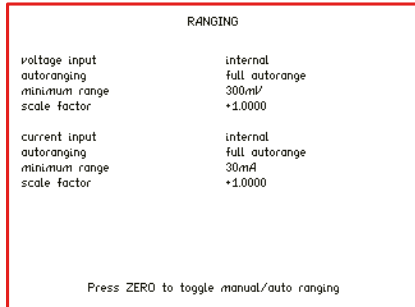 RANGING
voltage input internal
autoranging full autorange
minimum range 300mV
scale factor +1.0000
current input internal
autoranging full autorange
minimum range 30mA
scale factor +1.0000
Press ZERO to toggle manual/auto ranging